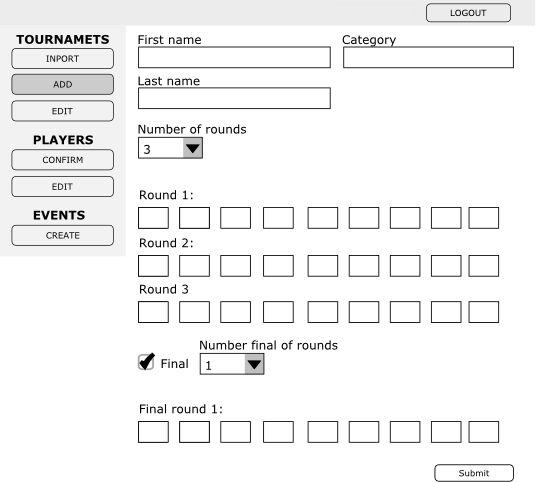 LOGOUT
TOURNAMETS
INPORT
ADD
EDIT
PLAYERS
CONFIRM
EDIT
EVENTS
CREATE
First name
Category
Last name
Number of rounds
3
Round 1:
Round 2:
Round 3
Number final of rounds
Final
1
Final round 1:
Submit